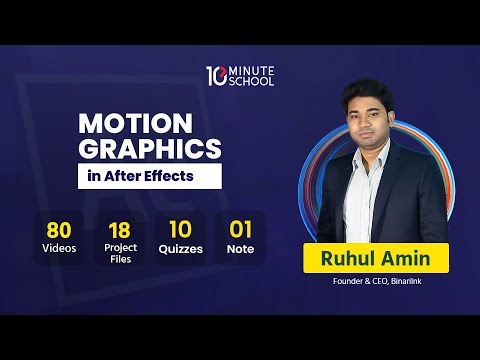 10 MINUTE SCHOOL
MOTION
GRAPHICS
in After Effects
80
Videos
18
Project
Files
10
Quizzes
01
Note
Ruhul Amin
Founder & CEO, BinariInk